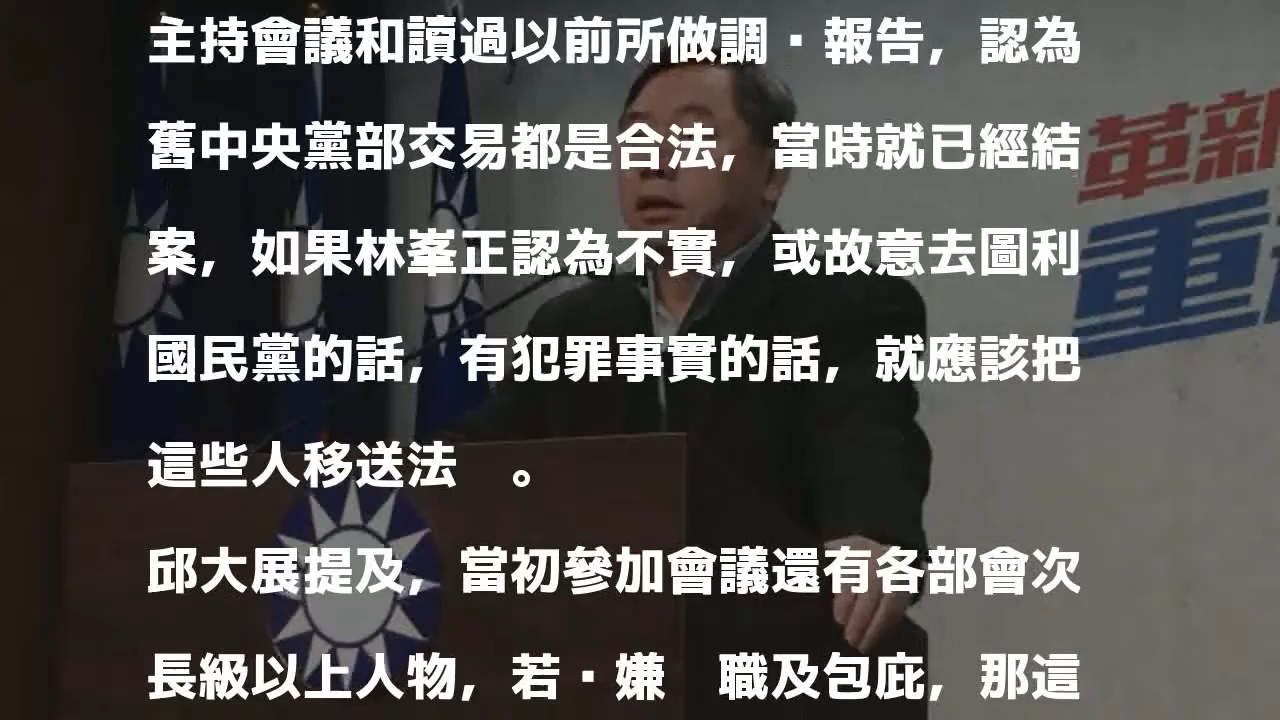 主持會議和讀過以前所做調·報告，認為
舊中央黨部交易都是合法，當時就已經結
案，如果林峯正認為不實，或故意去圖利
國民黨的話，有犯罪事實的話，就應該把
這些人移送法　。
邱大展提及，當初參加會議還有各部會次
長級以上人物，若·嫌　職及包庇，那這
革新
重